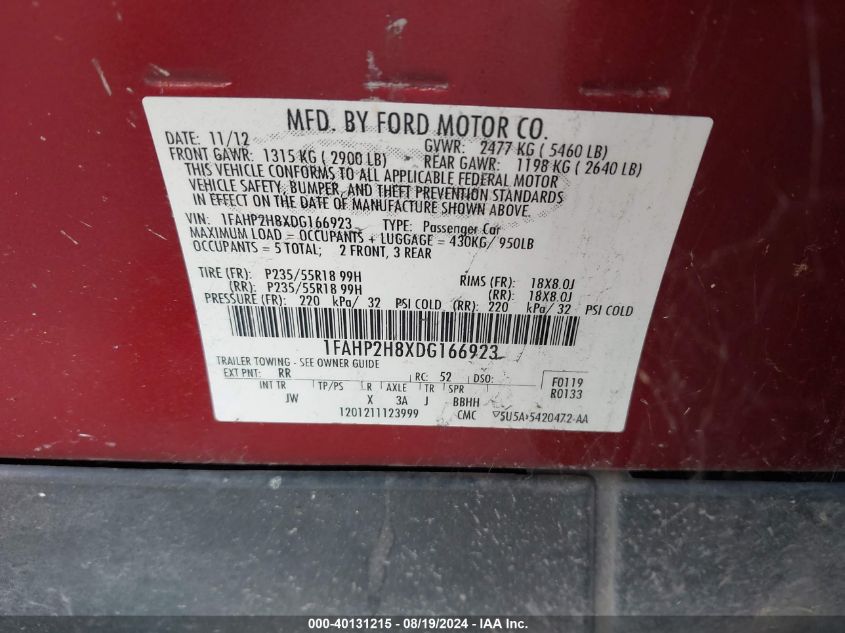 MFD. BY FORD MOTOR CO.
DATE: 11/12 GVWR: 2477 KG ( 5460 LB)
FRONT GAWR: 1315 KG ( 2900 LB) REAR GAWR: 1198 KG ( 2640 LB)
THIS VEHICLE CONFORMS TO ALL APPLICABLE FEDERAL MOTOR
VEHICLE SAFETY, BUMPER, AND THEFT PREVENTION STANDARDS
IN EFFECT ON THE DATE OF MANUFACTURE SHOWN ABOVE.
VIN: 1FAHP2H8XDG166923 TYPE: Passenger Car
MAXIMUM LOAD = OCCUPANTS + LUGGAGE = 430KG/ 950LB
OCCUPANTS = 5 TOTAL; 2 FRONT, 3 REAR
TIRE (FR): P235/55R18 99H RIMS (FR): 18X8.0J
(RR): P235/55R18 99H (RR): 18X8.0J
PRESSURE (FR): 220 kPa/ 32 PSI COLD (RR): 220 kPa/ 32 PSI COLD
1FAHP2H8XDG166923
TRAILER TOWING - SEE OWNER GUIDE
EXT PNT: RR RC: 52 DSO: F0119
INT TR TP/PS R AXLE TR SPR R0133
JW X 3A J BBHH
1201211123999 CMC 5U5A-5420472-AA
000-40131215 - 08/19/2024 - IAAI.com